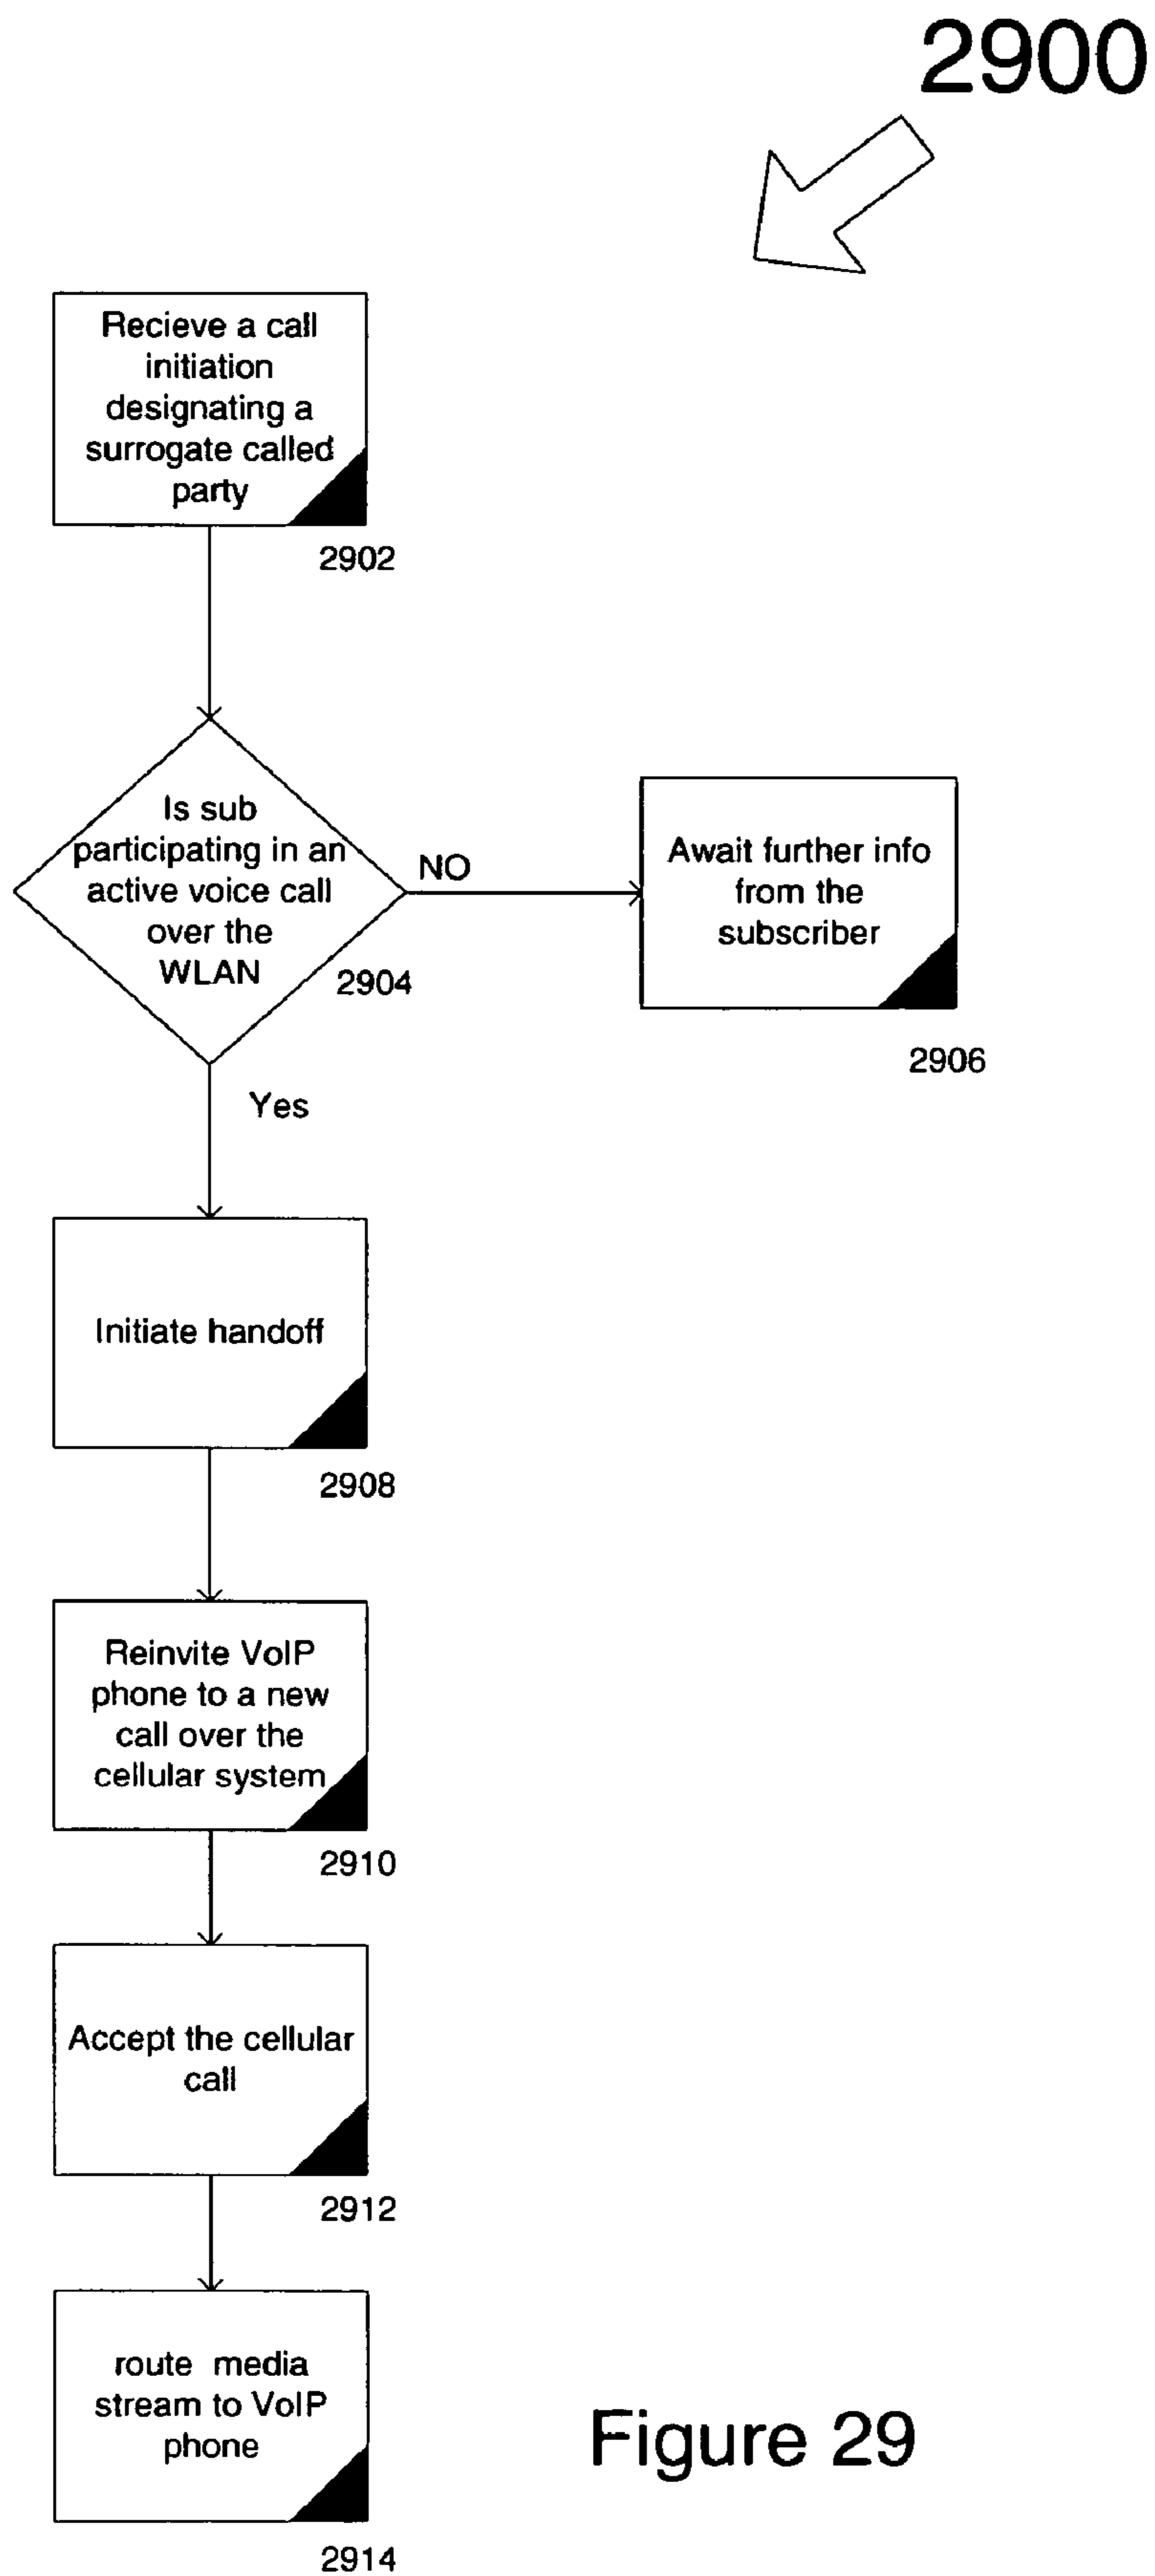 2900
Recieve a call
initiation
designating a
surrogate called
party
2902
Is sub
participating in an
active voice call
over the
WLAN
2904
NO
Await further info
from the
subscriber
2906
Yes
Initiate handoff
2908
Reinvite VoIP
phone to a new
call over the
cellular system
2910
Accept the cellular
call
2912
route media
stream to VoIP
phone
2914
Figure 29